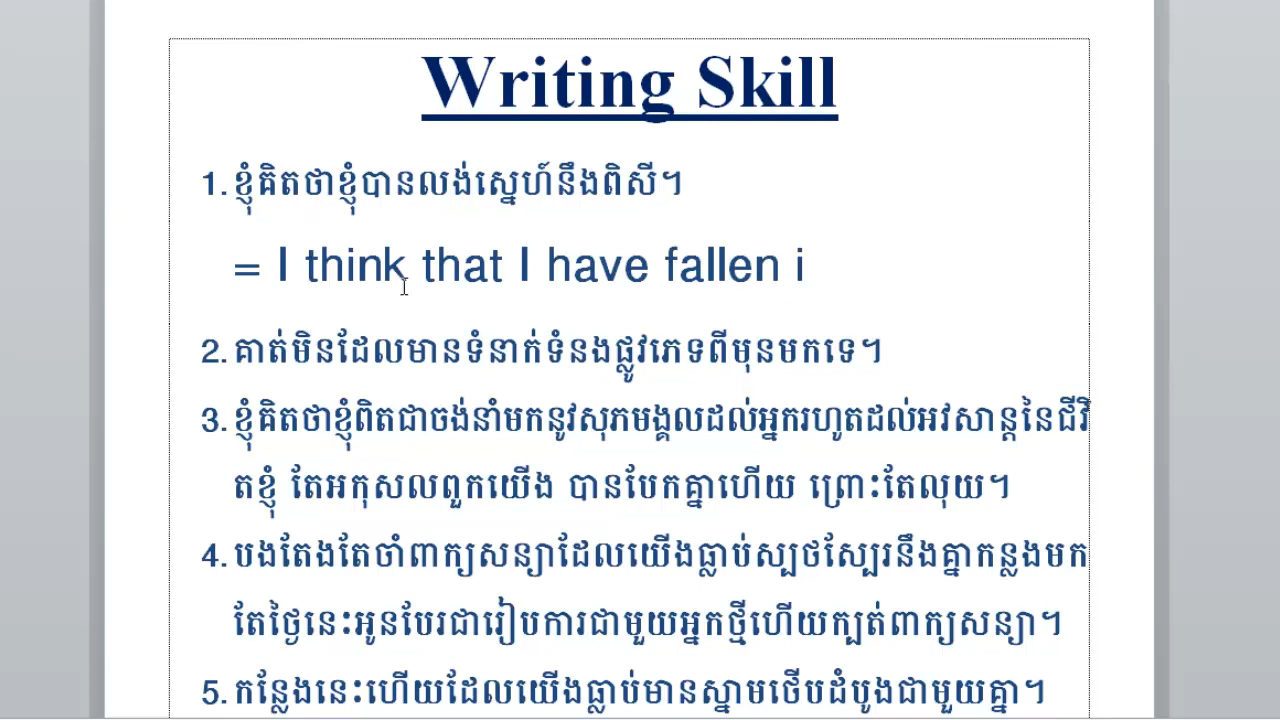 Writing Skill
1. ខ្ញុំគិតថាខ្ញុំបានលង់ស្នេហ៍នឹងពិសី។
= I think that I have fallen i
2. គាត់មិនដែលមានទំនាក់ទំនងផ្លូវភេទពីមុនមកទេ។
3. ខ្ញុំគិតថាខ្ញុំពិតជាចង់នាំមកនូវសុភមង្គលដល់អ្នករហូតដល់អវសាន្តនៃជីវិ
តខ្ញុំ តែអកុសលពួកយើង បានបែកគ្នាហើយ ព្រោះតែលុយ។
4. បងតែងតែចាំពាក្យសន្យាដែលយើងធ្លាប់ស្បថស្បែរនឹងគ្នាកន្លងមក
តែថ្ងៃនេះអូនបែរជារៀបការជាមួយអ្នកថ្មីហើយក្បត់ពាក្យសន្យា។
5. កន្លែងនេះហើយដែលយើងធ្លាប់មានស្នាមថើបដំបូងជាមួយគ្នា។